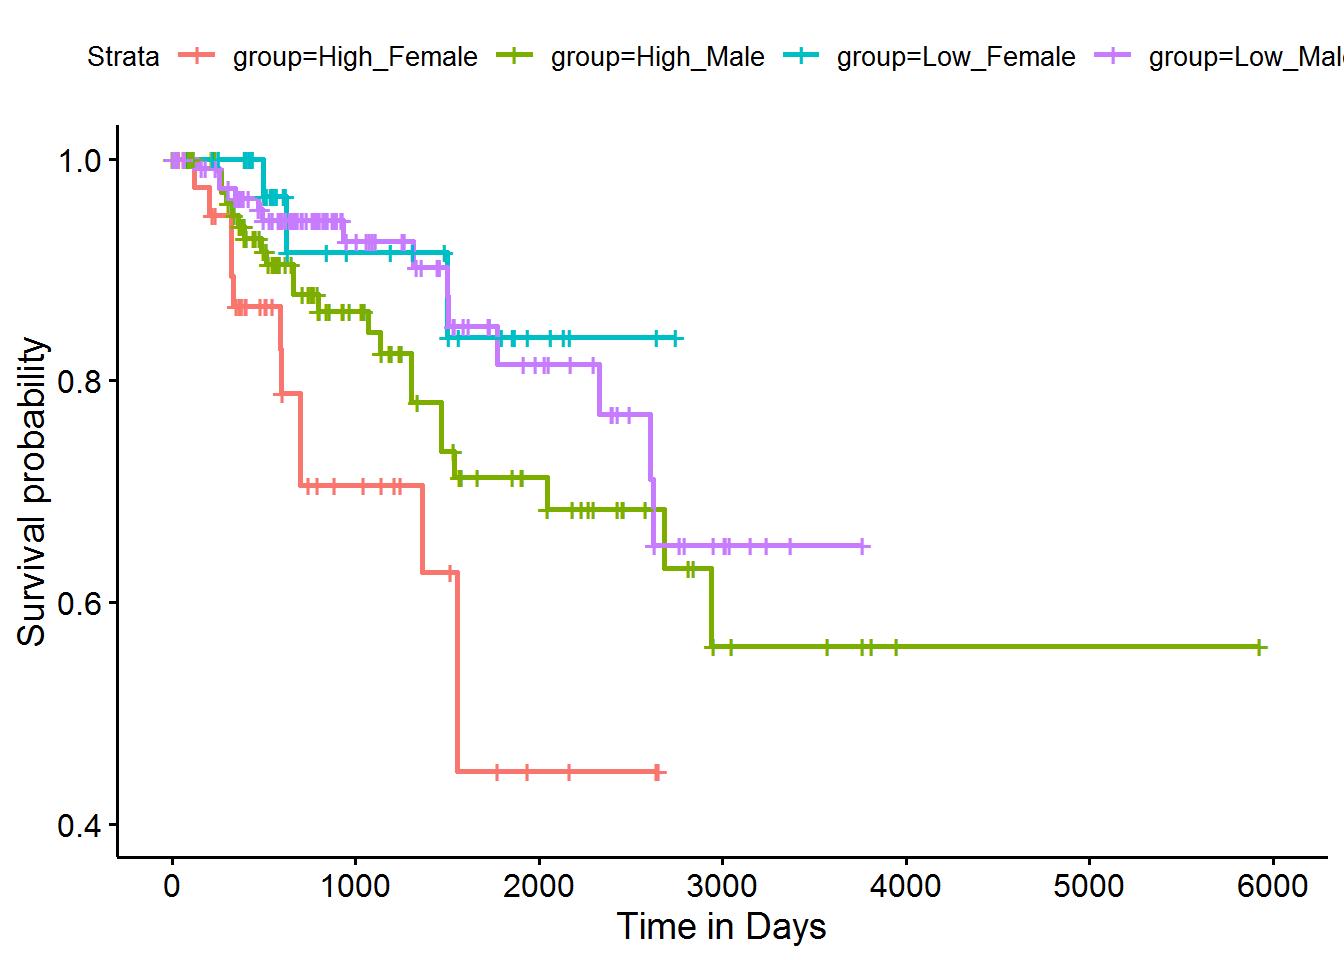 Strata group=High_Female group=High_Male group=Low_Female group=Low_Mal
Survival probability
1.0
0.8
0.6
0.4
0 1000 2000 3000 4000 5000 6000
Time in Days